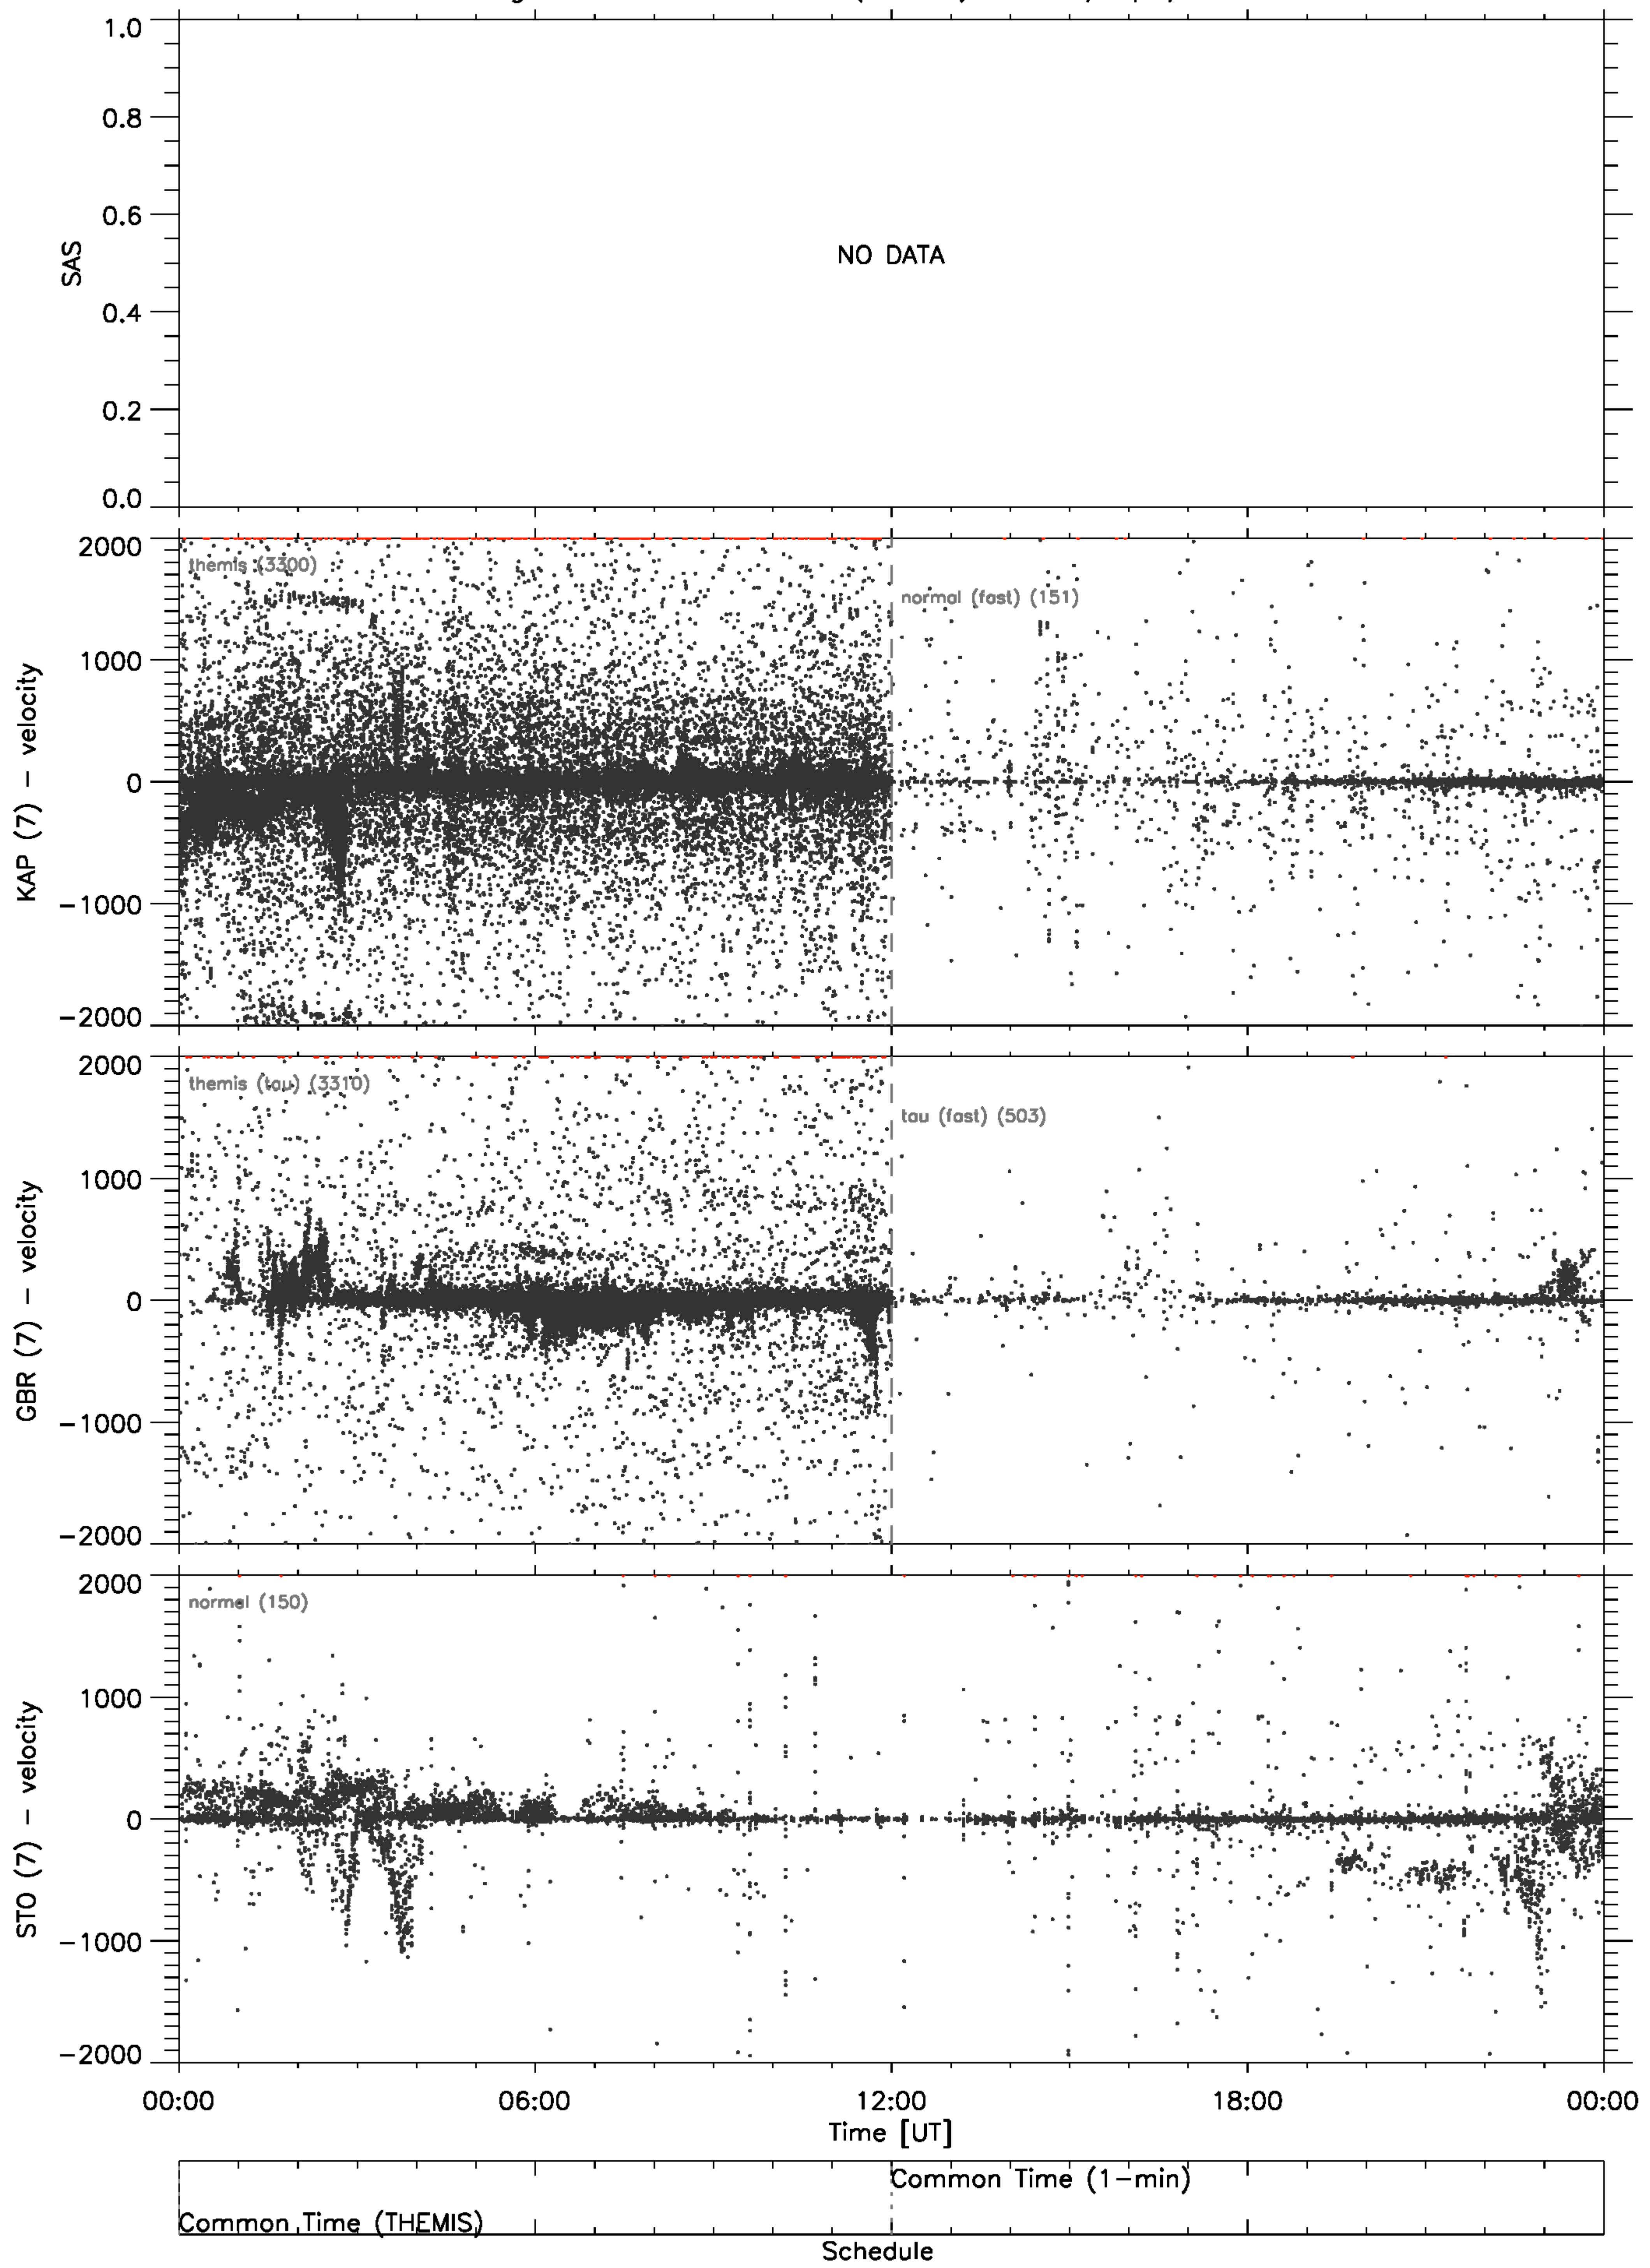 1.0
0.8
0.6
0.4
0.2
0.0
SAS
NO DATA
2000
1000
0
−1000
−2000
KAP (7) − velocity
themis (3300)
normal (fast) (151)
2000
1000
0
−1000
−2000
GBR (7) − velocity
themis (tau) (3310)
tau (fast) (503)
2000
1000
0
−1000
−2000
STO (7) − velocity
normal (150)
00:00 06:00 12:00 18:00 00:00
Time [UT]
Common Time (1−min)
Common Time (THEMIS)
Schedule